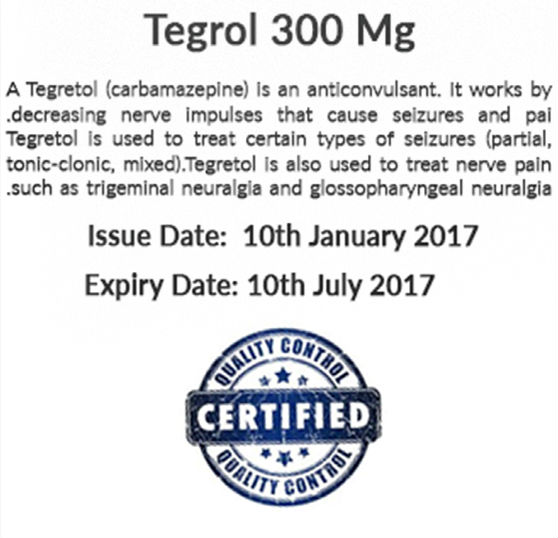 Tegrol 300 Mg
A Tegretol (carbamazepine) is an anticonvulsant. It works by
.decreasing nerve impulses that cause seizures and pai
Tegretol is used to treat certain types of seizures (partial,
tonic-clonic, mixed).Tegretol is also used to treat nerve pain
.such as trigeminal neuralgia and glossopharyngeal neuralgia
Issue Date: 10th January 2017
Expiry Date: 10th July 2017
QUALITY CONTROL
CERTIFIED
QUALITY CONTROL